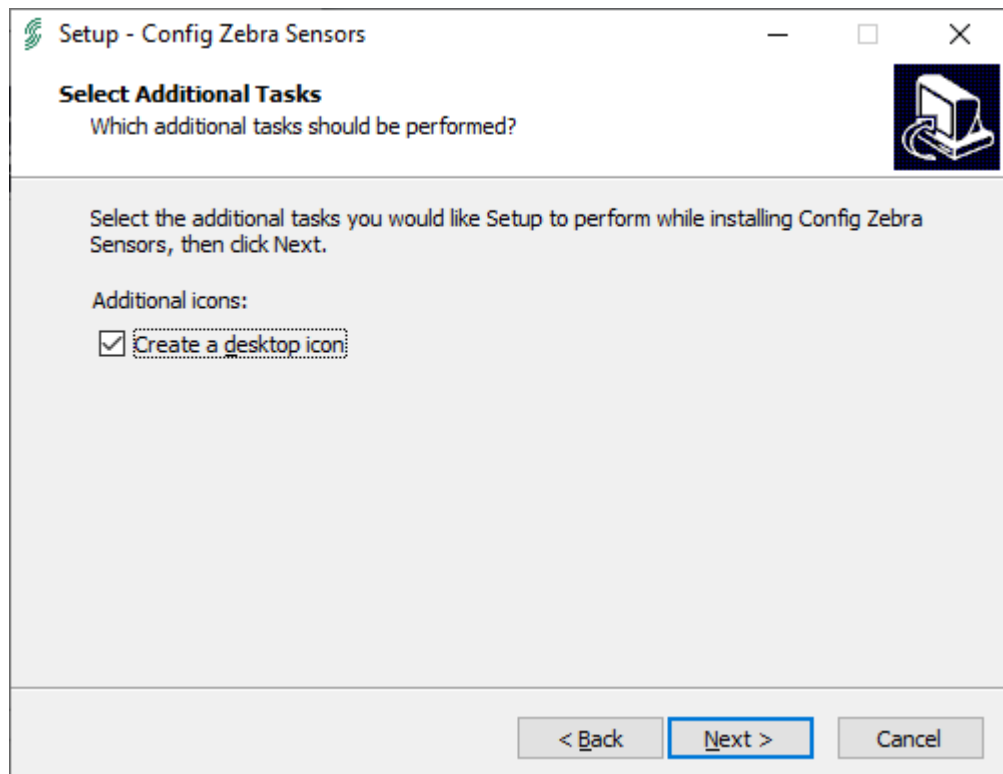 Setup - Config Zebra Sensors
Select Additional Tasks
Which additional tasks should be performed?
Select the additional tasks you would like Setup to perform while installing Config Zebra
Sensors, then click Next.
Additional icons:
Create a desktop icon
< Back
Next >
Cancel